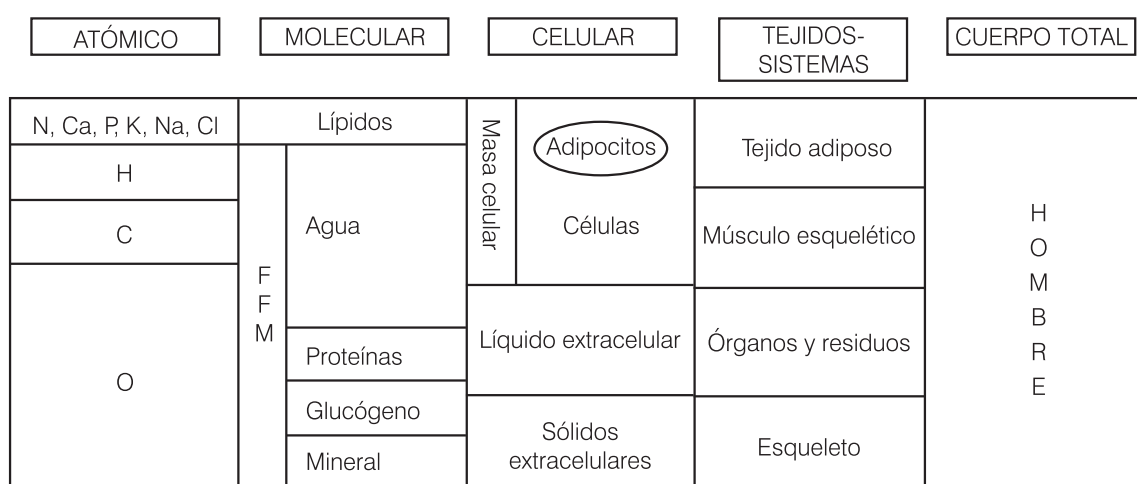 ATÓMICO
MOLECULAR
CELULAR
TEJIDOS-
SISTEMAS
CUERPO TOTAL
N, Ca, P, K, Na, Cl
H
C
O
Lípidos
F
F
M
Agua
Proteínas
Glucógeno
Mineral
Masa celular
Adipocitos
Células
Líquido extracelular
Sólidos
extracelulares
Tejido adiposo
Músculo esquelético
Órganos y residuos
Esqueleto
H
O
M
B
R
E